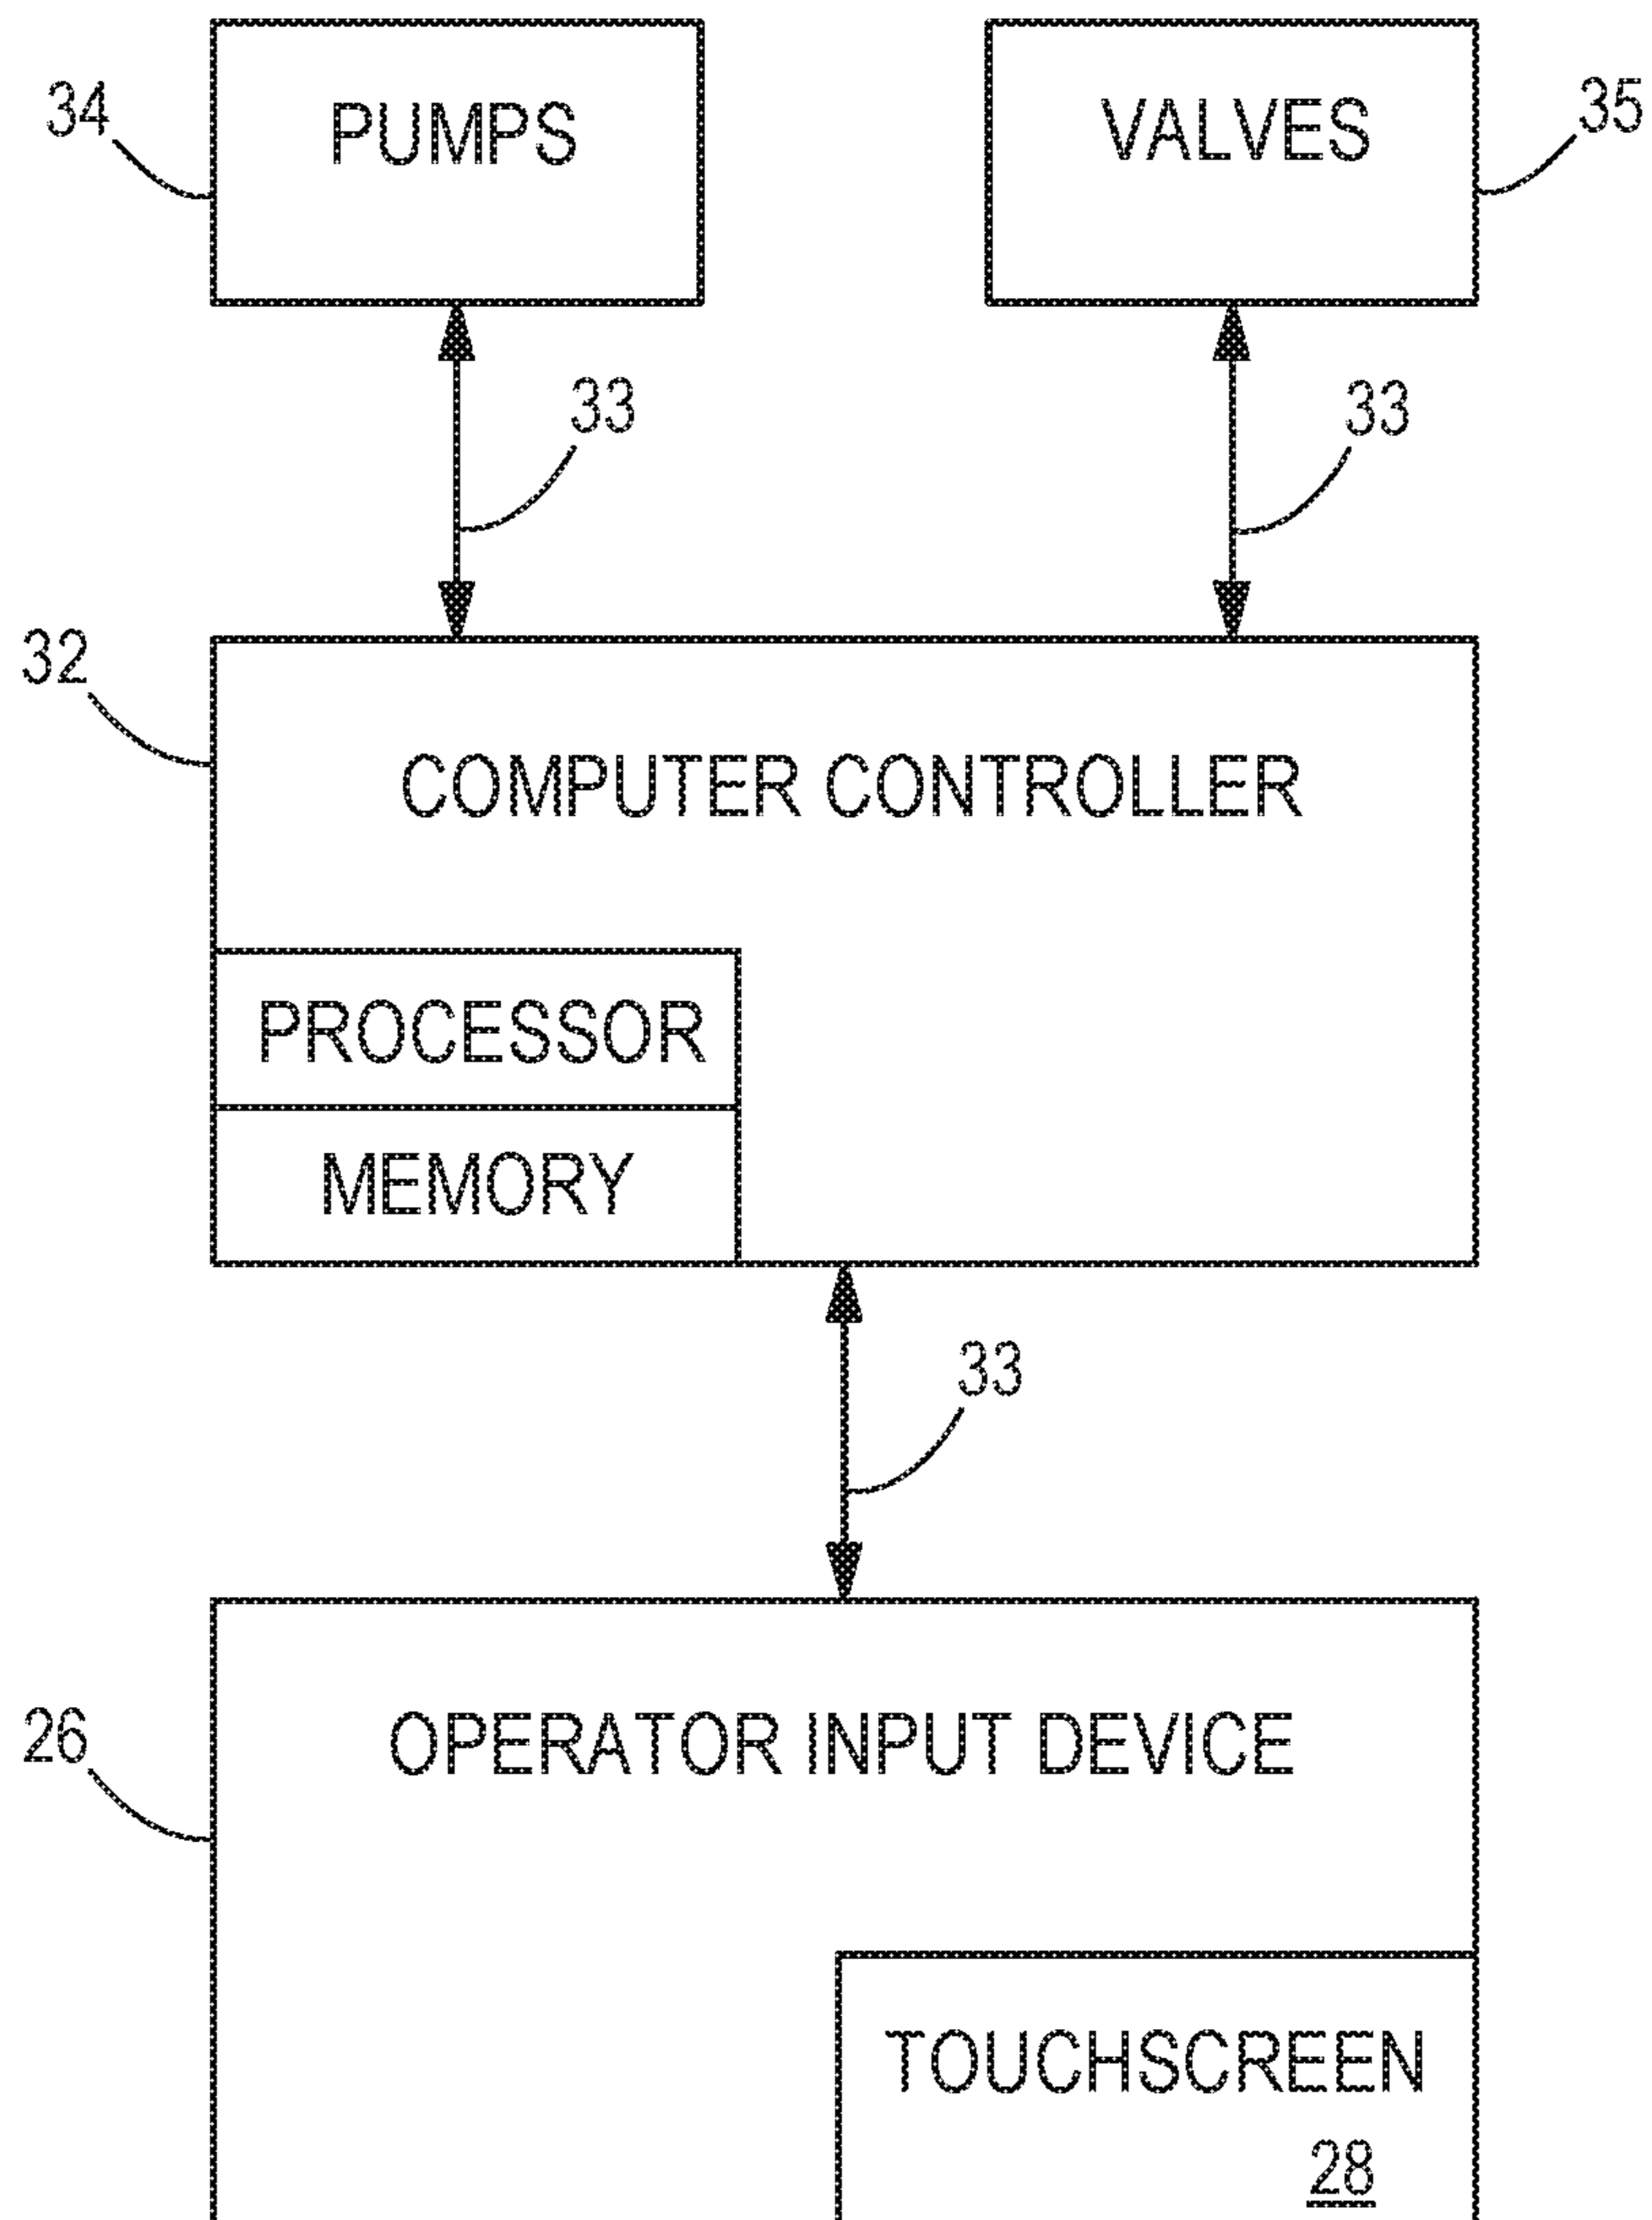 34
PUMPS
VALVES
35
33
33
32
COMPUTER CONTROLLER
PROCESSOR
MEMORY
33
26
OPERATOR INPUT DEVICE
TOUCHSCREEN
28